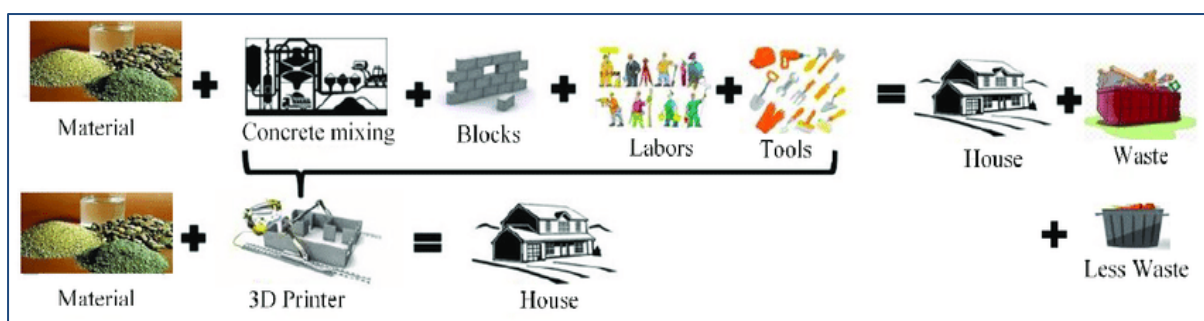 Material
Concrete mixing
Blocks
Labors
Tools
House
Waste
Material
3D Printer
House
Less Waste